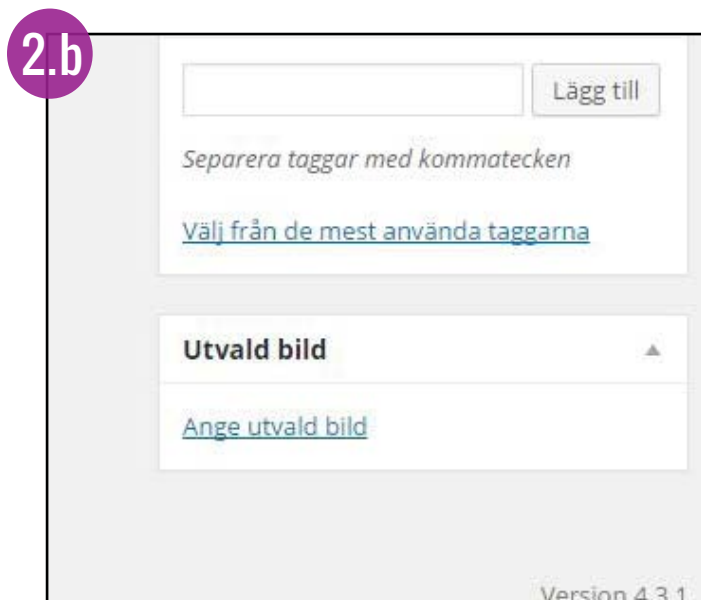 2.b
Lägg till
Separera taggar med kommatecken
Välj från de mest använda taggarna
Utvald bild
Ange utvald bild
Version 4.3.1